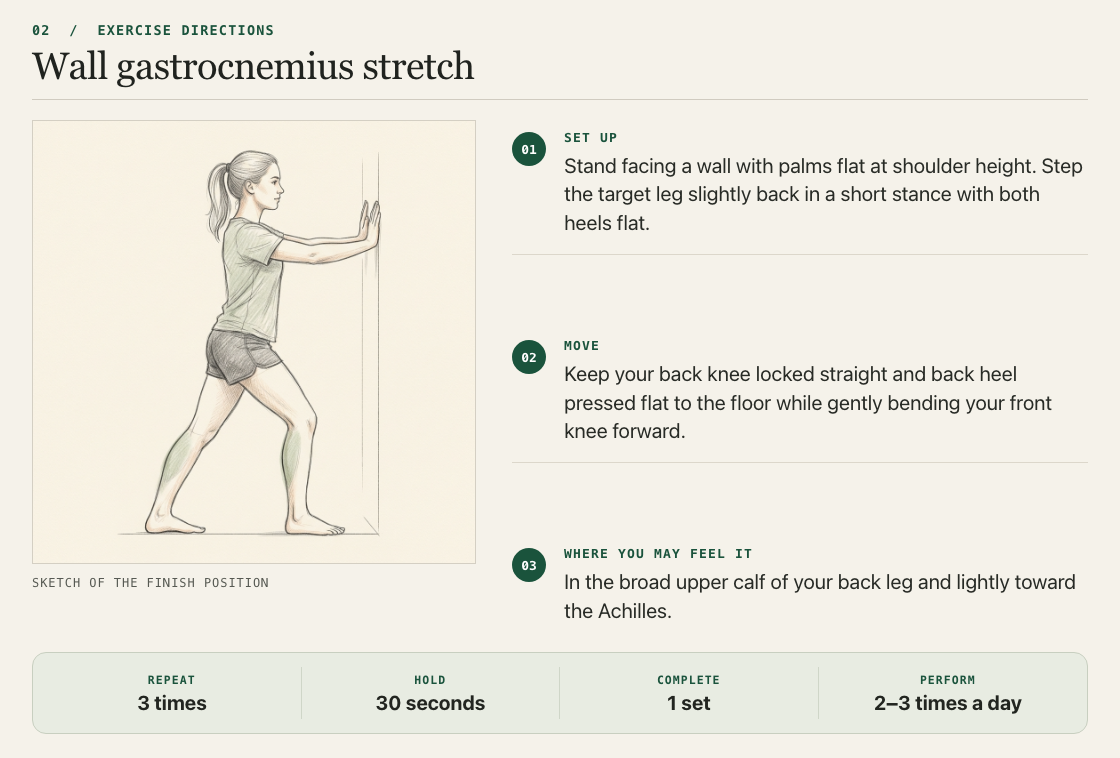 02 / EXERCISE DIRECTIONS
Wall gastrocnemius stretch
SKETCH OF THE FINISH POSITION
01
SET UP
Stand facing a wall with palms flat at shoulder height. Step
the target leg slightly back in a short stance with both
heels flat.
02
MOVE
Keep your back knee locked straight and back heel
pressed flat to the floor while gently bending your front
knee forward.
03
WHERE YOU MAY FEEL IT
In the broad upper calf of your back leg and lightly toward
the Achilles.
REPEAT
3 times
HOLD
30 seconds
COMPLETE
1 set
PERFORM
2–3 times a day